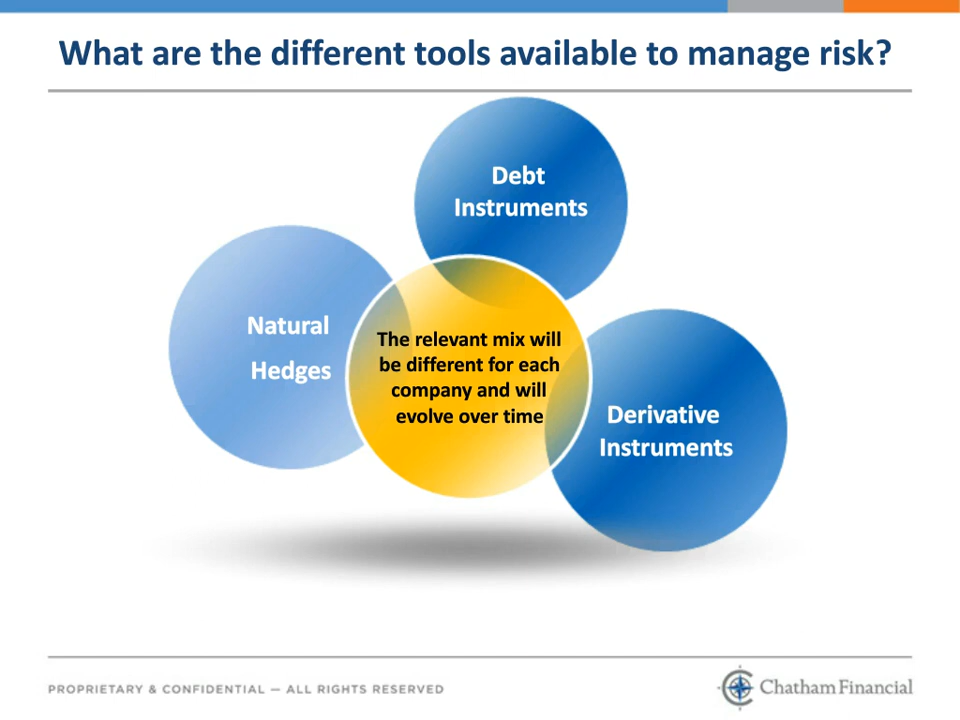 What are the different tools available to manage risk?
Debt
Instruments
Natural
Hedges
The relevant mix will
be different for each
company and will
evolve over time
Derivative
Instruments
PROPRIETARY & CONFIDENTIAL — ALL RIGHTS RESERVED
Chatham Financial